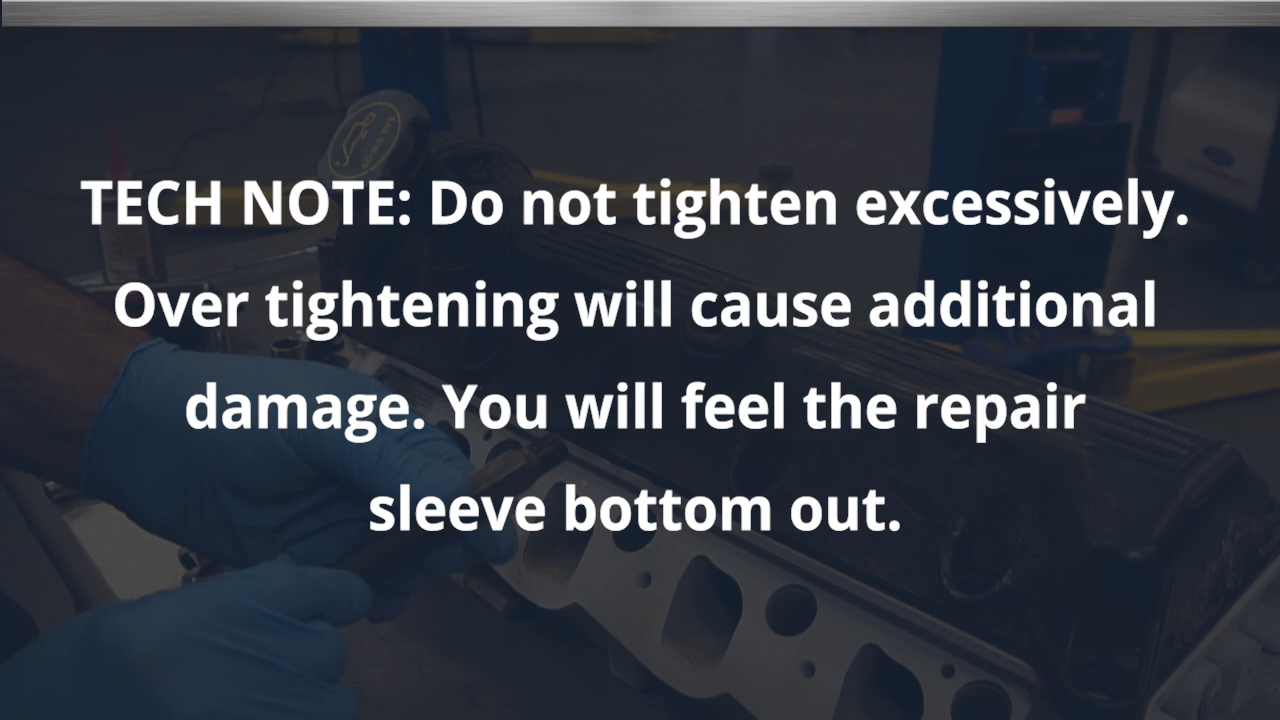 TECH NOTE: Do not tighten excessively.
Over tightening will cause additional
damage. You will feel the repair
sleeve bottom out.